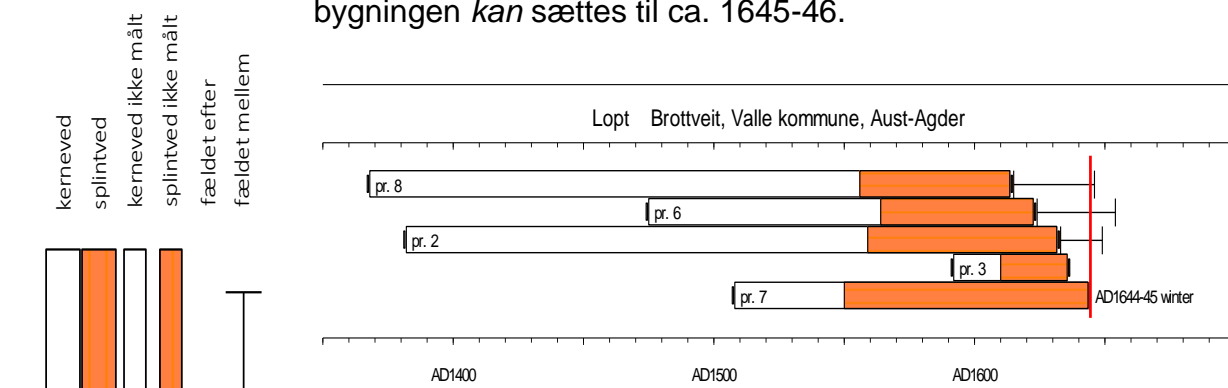 bygningen kan sættes til ca. 1645-46.
kerneved
splintved
kerneved ikke målt
splintved ikke målt
fældet efter
fældet mellem
Lopt Brottveit, Valle kommune, Aust-Agder
pr. 8
pr. 6
pr. 2
pr. 3
pr. 7
AD1644-45 winter
AD1400 AD1500 AD1600